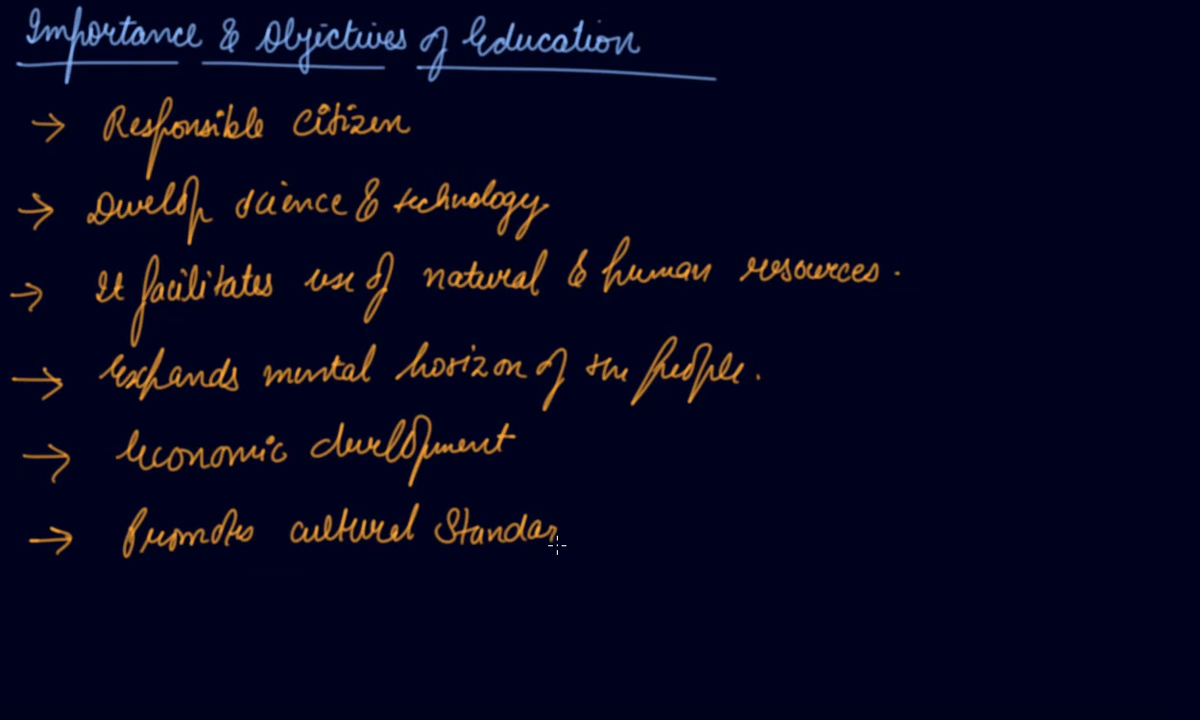 Importance & Objectives of Education
→ Responsible Citizen
→ Develop science & technology
→ It facilitates use of natural & human resources.
→ Expands mental horizon of the people.
→ Economic development
→ Promotes cultural Standar